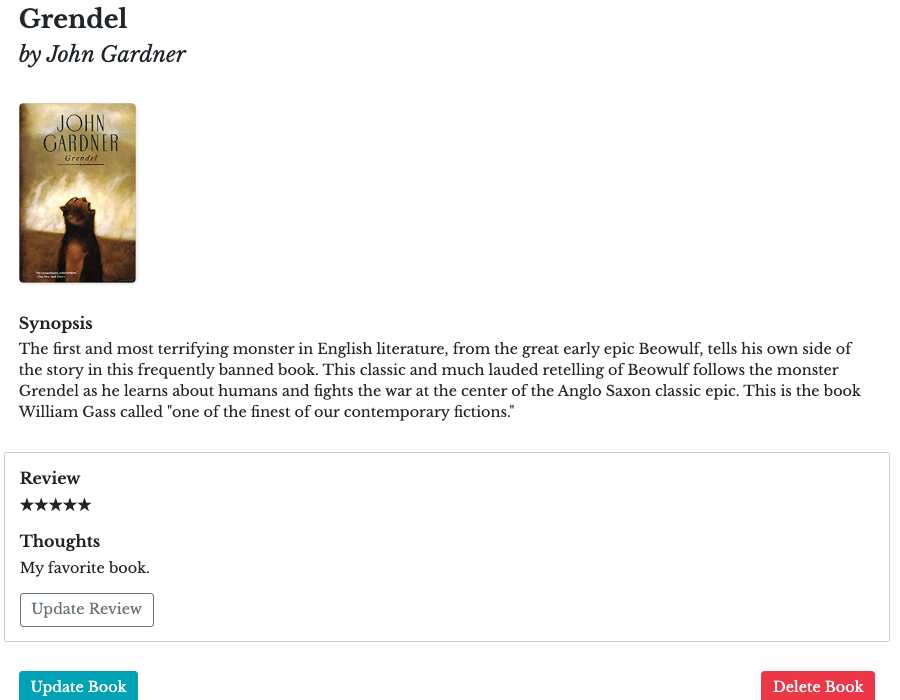 Grendel
by John Gardner
JOHN
GARDNER
Grendel
Synopsis
The first and most terrifying monster in English literature, from the great early epic Beowulf, tells his own side of
the story in this frequently banned book. This classic and much lauded retelling of Beowulf follows the monster
Grendel as he learns about humans and fights the war at the center of the Anglo Saxon classic epic. This is the book
William Gass called "one of the finest of our contemporary fictions."
Review
★★★★★
Thoughts
My favorite book.
Update Review
Update Book
Delete Book